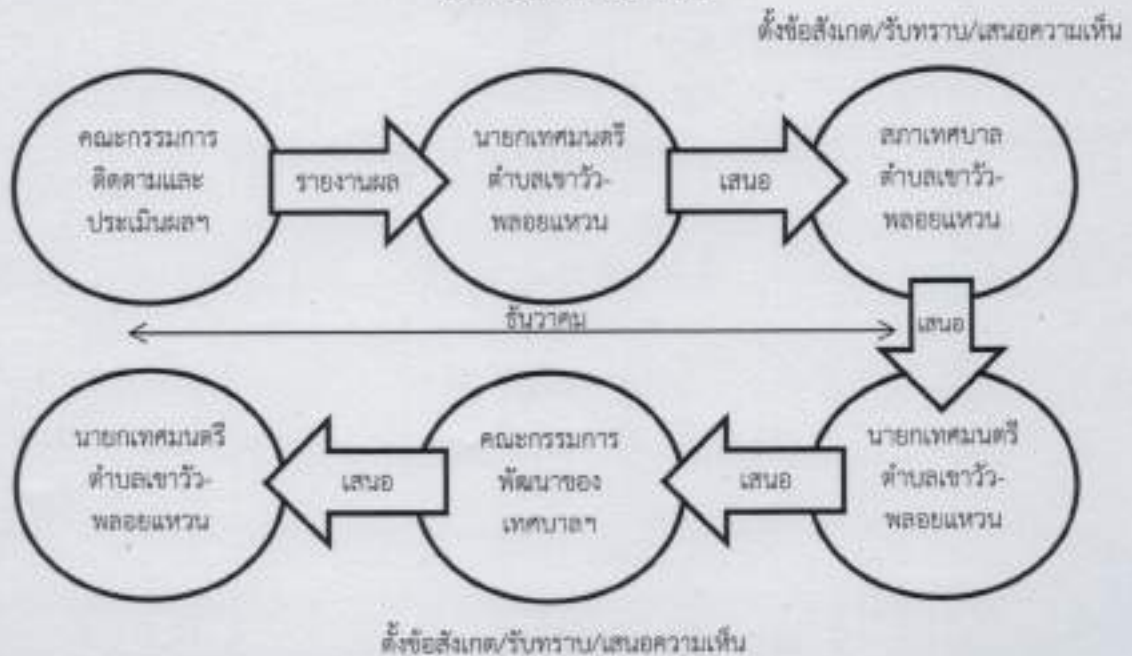 ตั้งข้อสังเกต/รับทราบ/เสนอความเห็น
คณะกรรมการ
ติดตามและ
ประเมินผลฯ
รายงานผล
นายกเทศมนตรี
ตำบลเขาวัว-
พลอยแหวน
เสนอ
สภาเทศบาล
ตำบลเขาวัว-
พลอยแหวน
ธันวาคม
เสนอ
นายกเทศมนตรี
ตำบลเขาวัว-
พลอยแหวน
เสนอ
คณะกรรมการ
พัฒนาของ
เทศบาลฯ
เสนอ
นายกเทศมนตรี
ตำบลเขาวัว-
พลอยแหวน
ตั้งข้อสังเกต/รับทราบ/เสนอความเห็น